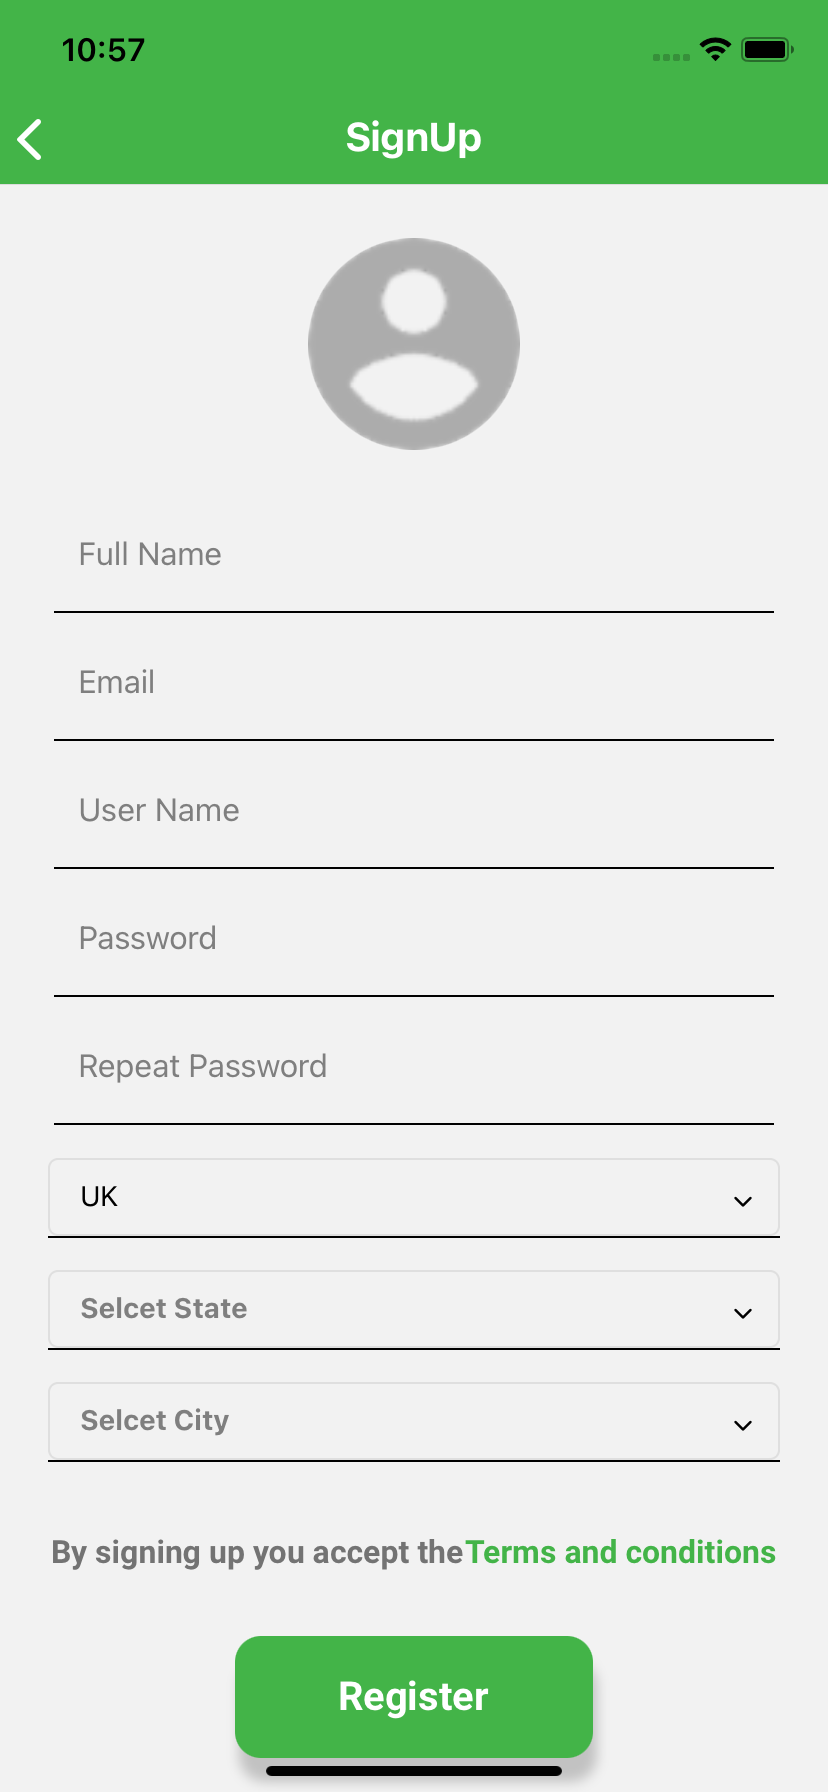 10:57
SignUp
Full Name
Email
User Name
Password
Repeat Password
UK
Selcet State
Selcet City
By signing up you accept theTerms and conditions
Register